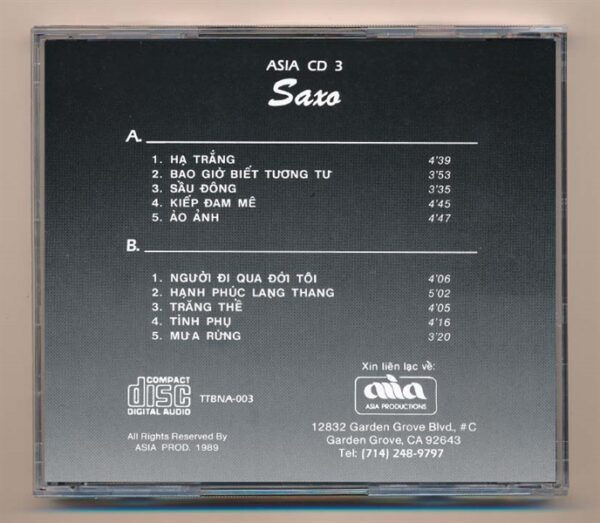 ASIA CD 3
Saxo
A.
1. HẠ TRẮNG 4'39
2. BAO GIỜ BIẾT TƯƠNG TƯ 3'53
3. SẦU ĐÔNG 3'35
4. KIẾP ĐAM MÊ 4'45
5. ẢO ẢNH 4'47
B.
1. NGƯỜI ĐI QUA ĐỜI TÔI 4'06
2. HẠNH PHÚC LANG THANG 5'02
3. TRĂNG THỀ 4'05
4. TÌNH PHỤ 4'16
5. MƯA RỪNG 3'20
Xin liên lạc về:
COMPACT
disc
DIGITAL AUDIO
TTBNA-003
asia
ASIA PRODUCTIONS
12832 Garden Grove Blvd., #C
Garden Grove, CA 92643
Tel: (714) 248-9797
All Rights Reserved By
ASIA PROD. 1989